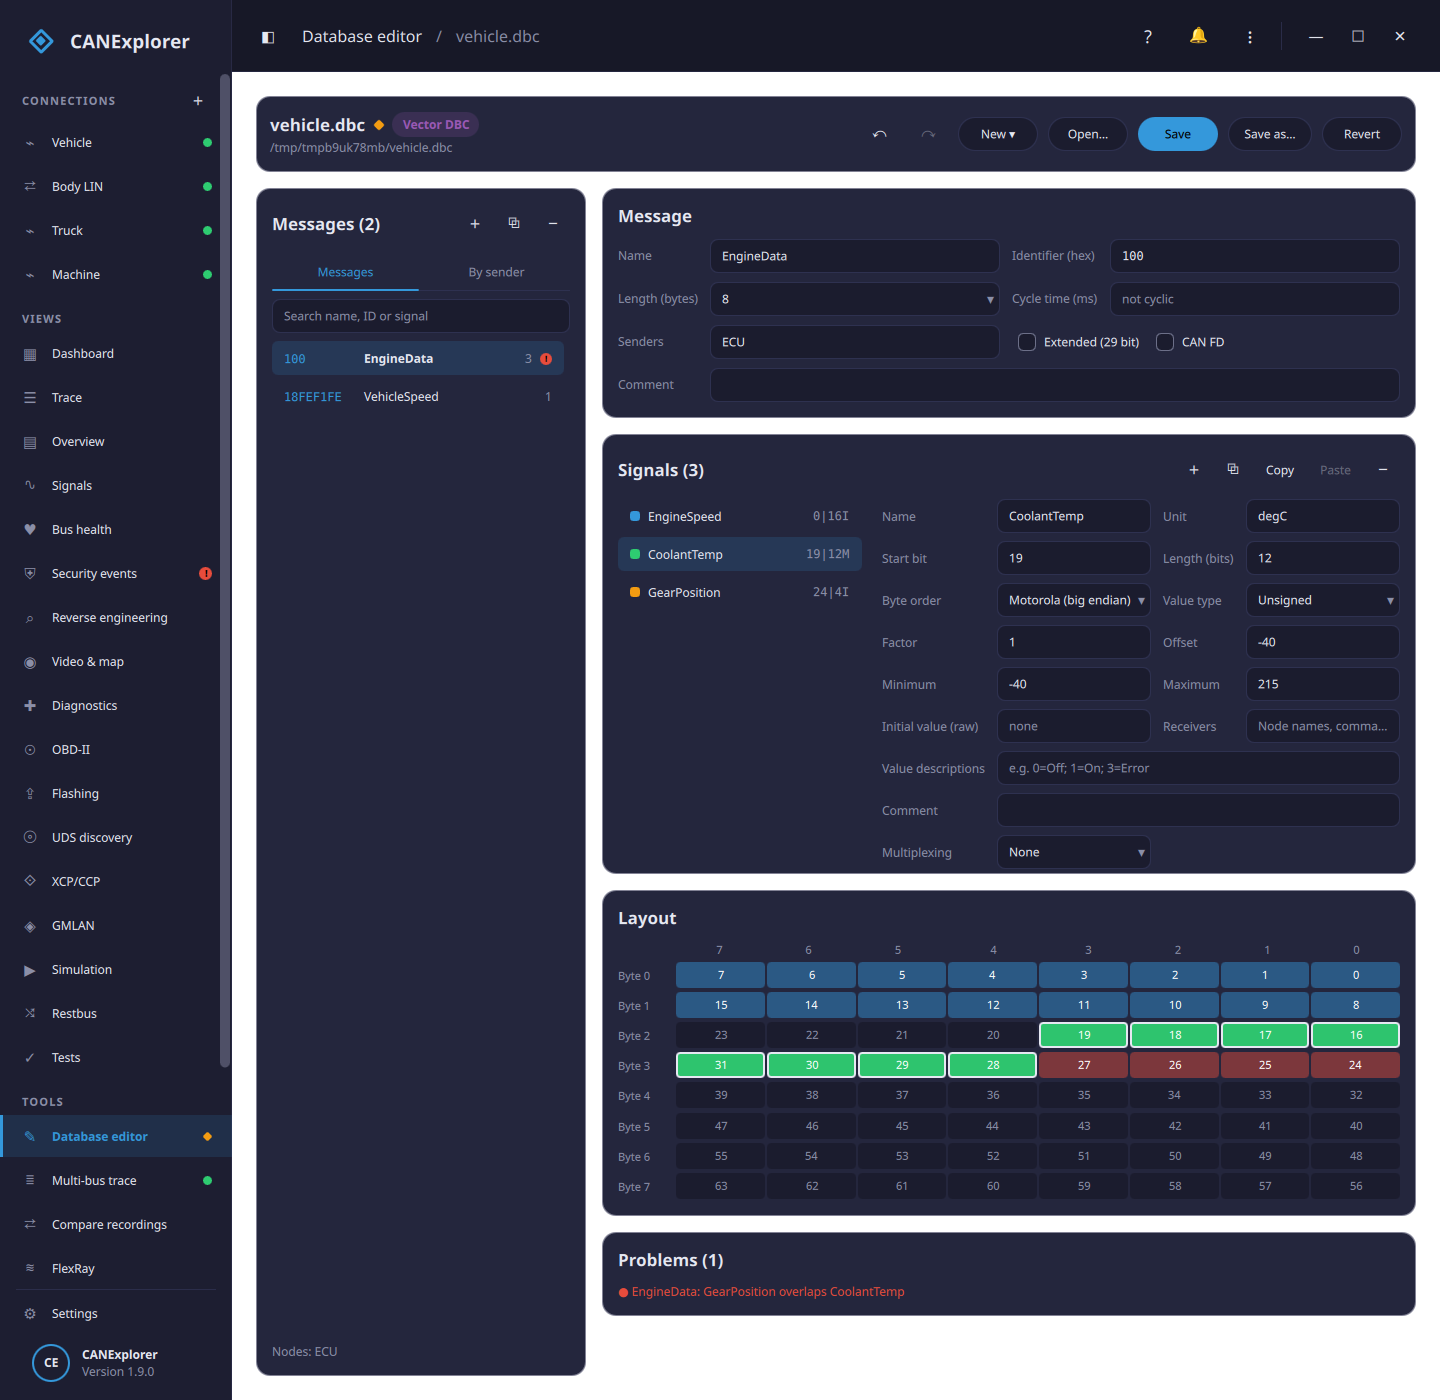 CANExplorer
CONNECTIONS +
Vehicle
Body LIN
Truck
Machine
VIEWS
Dashboard
Trace
Overview
Signals
Bus health
Security events
Reverse engineering
Video & map
Diagnostics
OBD-II
Flashing
UDS discovery
XCP/CCP
GMLAN
Simulation
Restbus
Tests
TOOLS
Database editor
Multi-bus trace
Compare recordings
FlexRay
Settings
CE
CANExplorer
Version 1.9.0
Database editor / vehicle.dbc
?
vehicle.dbc Vector DBC
/tmp/tmpb9uk78mb/vehicle.dbc
New ▾ Open... Save Save as... Revert
Messages (2) + −
Messages By sender
Search name, ID or signal
100 EngineData 3 !
18FEF1FE VehicleSpeed 1
Nodes: ECU
Message
Name EngineData Identifier (hex) 100
Length (bytes) 8 Cycle time (ms) not cyclic
Senders ECU Extended (29 bit) CAN FD
Comment
Signals (3) + Copy Paste −
EngineSpeed 0|16I
CoolantTemp 19|12M
GearPosition 24|4I
Name CoolantTemp Unit degC
Start bit 19 Length (bits) 12
Byte order Motorola (big endian) Value type Unsigned
Factor 1 Offset -40
Minimum -40 Maximum 215
Initial value (raw) none Receivers Node names, comma...
Value descriptions e.g. 0=Off; 1=On; 3=Error
Comment
Multiplexing None
Layout
7 6 5 4 3 2 1 0
Byte 0 7 6 5 4 3 2 1 0
Byte 1 15 14 13 12 11 10 9 8
Byte 2 23 22 21 20 19 18 17 16
Byte 3 31 30 29 28 27 26 25 24
Byte 4 39 38 37 36 35 34 33 32
Byte 5 47 46 45 44 43 42 41 40
Byte 6 55 54 53 52 51 50 49 48
Byte 7 63 62 61 60 59 58 57 56
Problems (1)
EngineData: GearPosition overlaps CoolantTemp